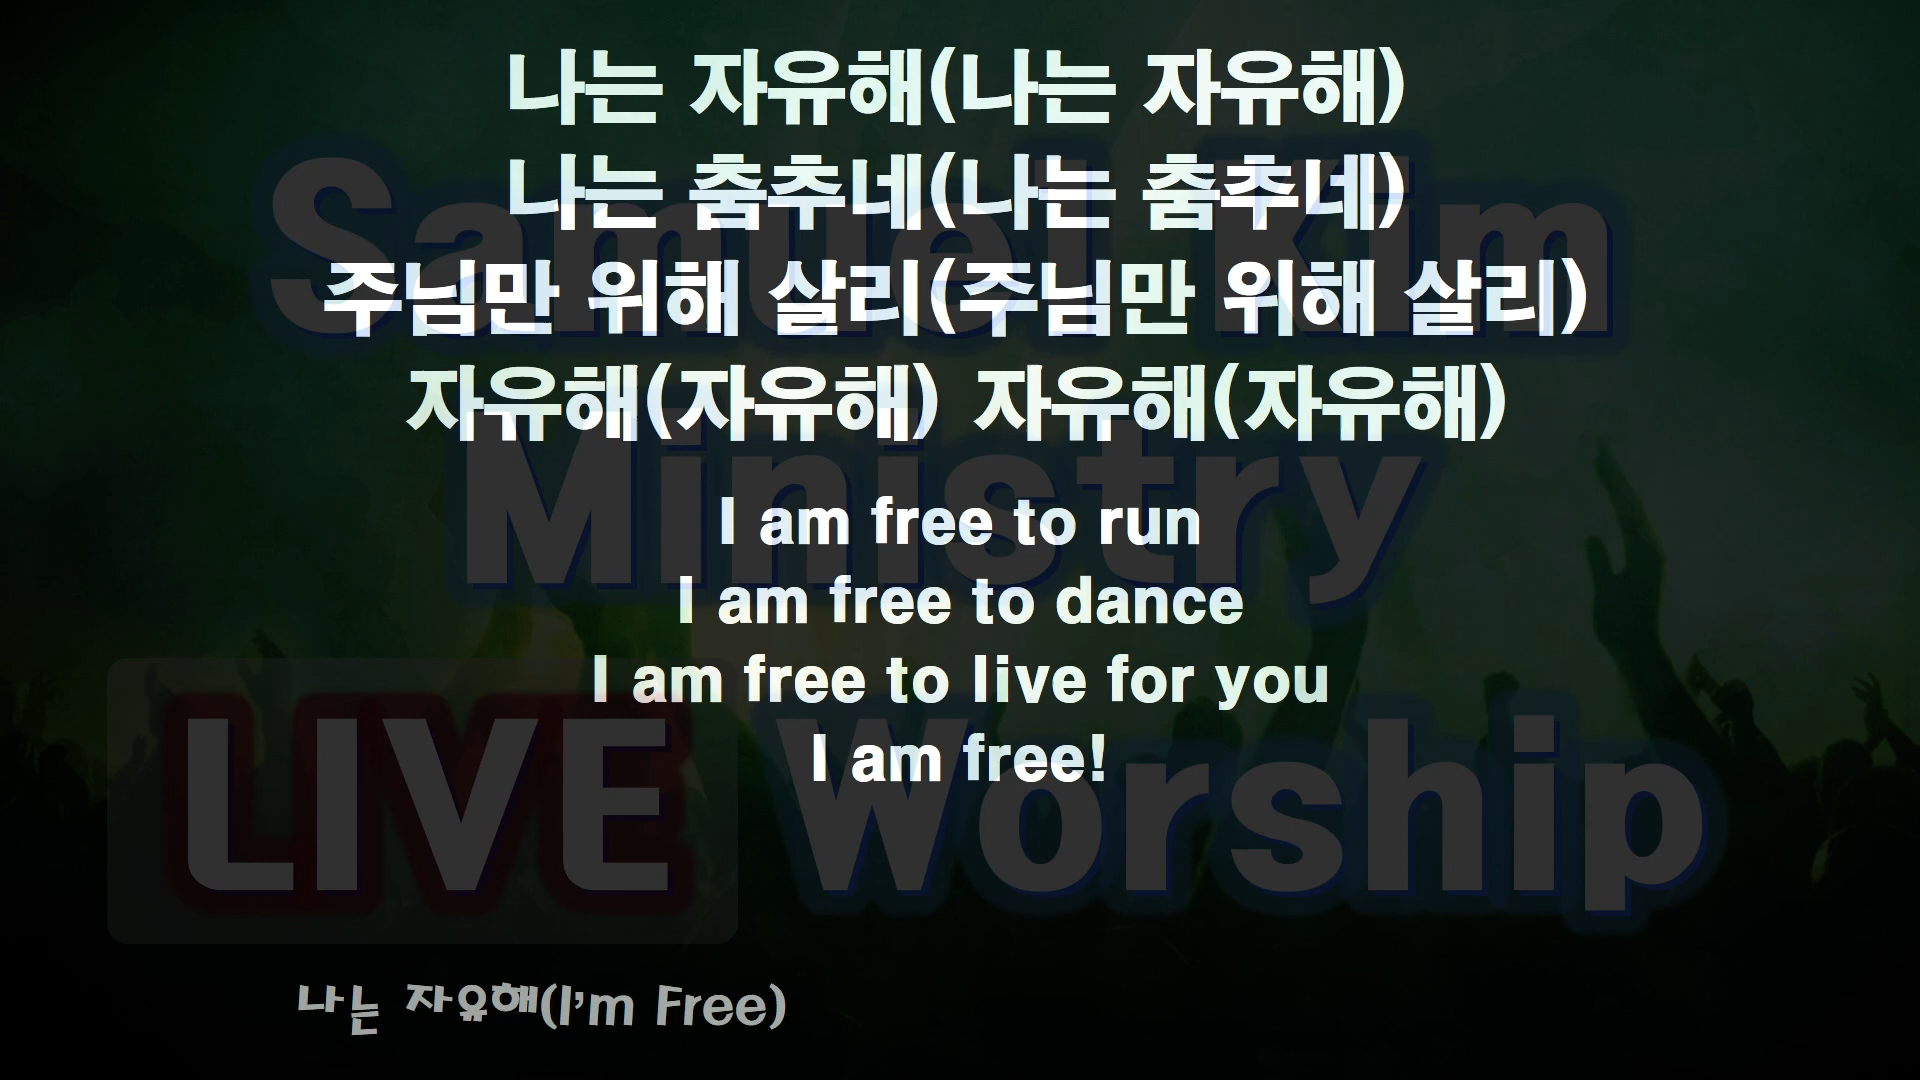 나는 자유해(나는 자유해)
나는 춤추네(나는 춤추네)
주님만 위해 살리(주님만 위해 살리)
자유해(자유해) 자유해(자유해)
I am free to run
I am free to dance
I am free to live for you
I am free!
Samuel Kim
Ministry
LIVE Worship
나는 자유해(I'm Free)